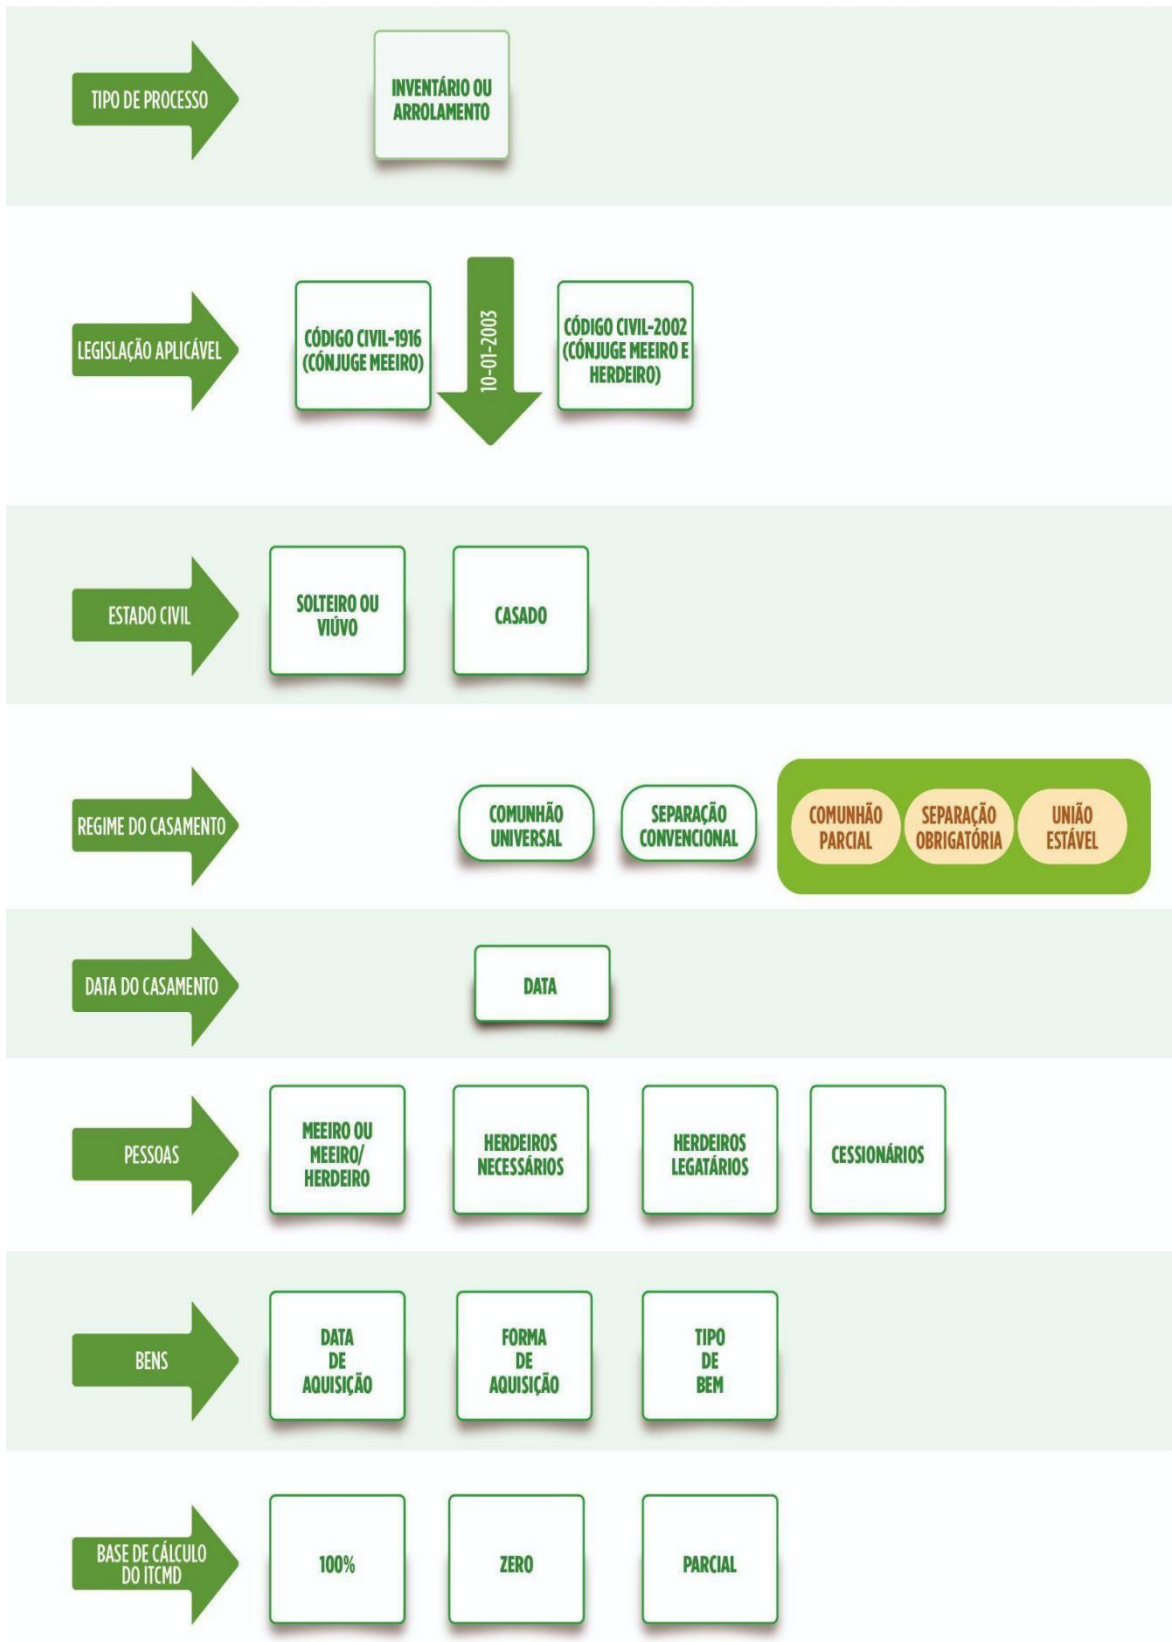 TIPO DE PROCESSO
INVENTÁRIO OU
ARROLAMENTO
LEGISLAÇÃO APLICÁVEL
CÓDIGO CIVIL-1916
(CÓNJUGE MEEIRO)
10-01-2003
CÓDIGO CIVIL-2002
(CÓNJUGE MEEIRO E
HERDEIRO)
ESTADO CIVIL
SOLTEIRO OU
VIÚVO
CASADO
REGIME DO CASAMENTO
COMUNHÃO
UNIVERSAL
SEPARAÇÃO
CONVENCIONAL
COMUNHÃO
PARCIAL
SEPARAÇÃO
OBRIGATÓRIA
UNIÃO
ESTÁVEL
DATA DO CASAMENTO
DATA
PESSOAS
MEEIRO OU
MEEIRO/
HERDEIRO
HERDEIROS
NECESSÁRIOS
HERDEIROS
LEGATÁRIOS
CESSIONÁRIOS
BENS
DATA
DE
AQUISIÇÃO
FORMA
DE
AQUISIÇÃO
TIPO
DE
BEM
BASE DE CÁLCULO
DO ITCMD
100%
ZERO
PARCIAL